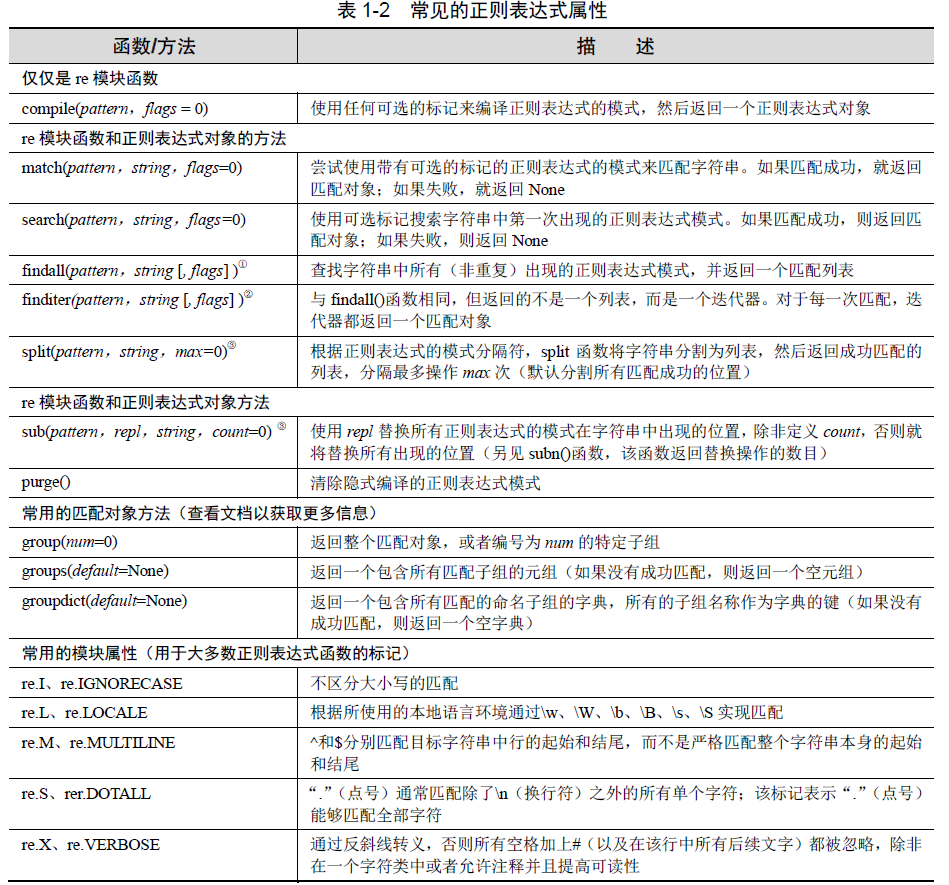 表 1-2 常见的正则表达式属性
函数/方法 描 述
仅仅是 re 模块函数
compile(pattern，flags = 0) 使用任何可选的标记来编译正则表达式的模式，然后返回一个正则表达式对象
re 模块函数和正则表达式对象的方法
match(pattern，string，flags=0) 尝试使用带有可选的标记的正则表达式的模式来匹配字符串。如果匹配成功，就返回
匹配对象；如果失败，就返回 None
search(pattern，string，flags=0) 使用可选标记搜索字符串中第一次出现的正则表达式模式。如果匹配成功，则返回匹
配对象；如果失败，则返回 None
findall(pattern，string [, flags] )① 查找字符串中所有（非重复）出现的正则表达式模式，并返回一个匹配列表
finditer(pattern，string [, flags] )② 与 findall()函数相同，但返回的不是一个列表，而是一个迭代器。对于每一次匹配，迭
代器都返回一个匹配对象
split(pattern，string，max=0)③ 根据正则表达式的模式分隔符，split 函数将字符串分割为列表，然后返回成功匹配的
列表，分隔最多操作 max 次（默认分割所有匹配成功的位置）
re 模块函数和正则表达式对象方法
sub(pattern，repl，string，count=0) ③ 使用 repl 替换所有正则表达式的模式在字符串中出现的位置，除非定义 count，否则就
将替换所有出现的位置（另见 subn()函数，该函数返回替换操作的数目）
purge() 清除隐式编译的正则表达式模式
常用的匹配对象方法（查看文档以获取更多信息）
group(num=0) 返回整个匹配对象，或者编号为 num 的特定子组
groups(default=None) 返回一个包含所有匹配子组的元组（如果没有成功匹配，则返回一个空元组）
groupdict(default=None) 返回一个包含所有匹配的命名子组的字典，所有的子组名称作为字典的键（如果没有
成功匹配，则返回一个空字典）
常用的模块属性（用于大多数正则表达式函数的标记）
re.I、re.IGNORECASE 不区分大小写的匹配
re.L、re.LOCALE 根据所使用的本地语言环境通过\w、\W、\b、\B、\s、\S 实现匹配
re.M、re.MULTILINE ^和$分别匹配目标字符串中行的起始和结尾，而不是严格匹配整个字符串本身的起始
和结尾
re.S、rer.DOTALL “.”（点号）通常匹配除了\n（换行符）之外的所有单个字符；该标记表示“.”（点号）
能够匹配全部字符
re.X、re.VERBOSE 通过反斜线转义，否则所有空格加上#（以及在该行中所有后续文字）都被忽略，除非
在一个字符类中或者允许注释并且提高可读性